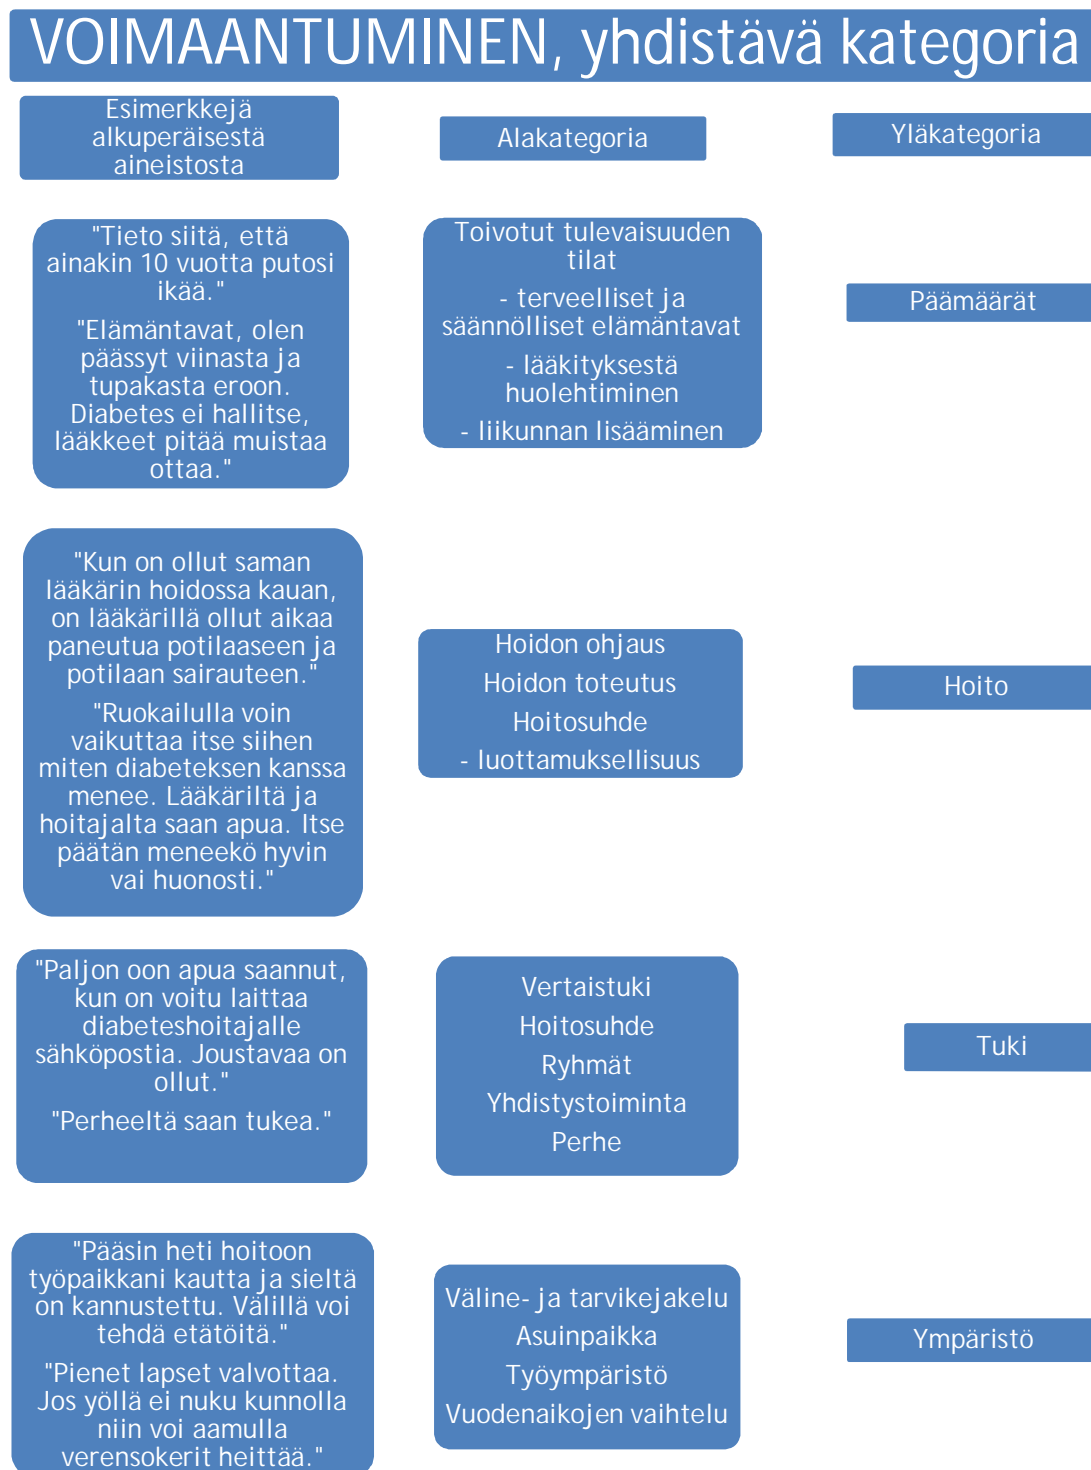 VOIMAANTUMINEN, yhdistävä kategoria
Esimerkkejä
alkuperäisestä
aineistosta
Alakategoria
Yläkategoria
"Tieto siitä, että
ainakin 10 vuotta putosi
ikää."
"Elämäntavat, olen
päässyt viinasta ja
tupakasta eroon.
Diabetes ei hallitse,
lääkkeet pitää muistaa
ottaa."
Toivotut tulevaisuuden
tilat
- terveelliset ja
säännölliset elämäntavat
- lääkityksestä
huolehtiminen
- liikunnan lisääminen
Päämäärät
"Kun on ollut saman
lääkärin hoidossa kauan,
on lääkärillä ollut aikaa
paneutua potilaaseen ja
potilaan sairauteen."
"Ruokailulla voin
vaikuttaa itse siihen
miten diabeteksen kanssa
menee. Lääkäriltä ja
hoitajalta saan apua. Itse
päätän meneekö hyvin
vai huonosti."
Hoidon ohjaus
Hoidon toteutus
Hoitosuhde
- luottamuksellisuus
Hoito
"Paljon oon apua saannut,
kun on voitu laittaa
diabeteshoitajalle
sähköpostia. Joustavaa on
ollut."
"Perheeltä saan tukea."
Vertaistuki
Hoitosuhde
Ryhmät
Yhdistystoiminta
Perhe
Tuki
"Pääsin heti hoitoon
työpaikkani kautta ja sieltä
on kannustettu. Välillä voi
tehdä etätöitä."
"Pienet lapset valvottaa.
Jos yöllä ei nuku kunnolla
niin voi aamulla
verensokerit heittää."
Väline- ja tarvikejakelu
Asuinpaikka
Työympäristö
Vuodenaikojen vaihtelu
Ympäristö